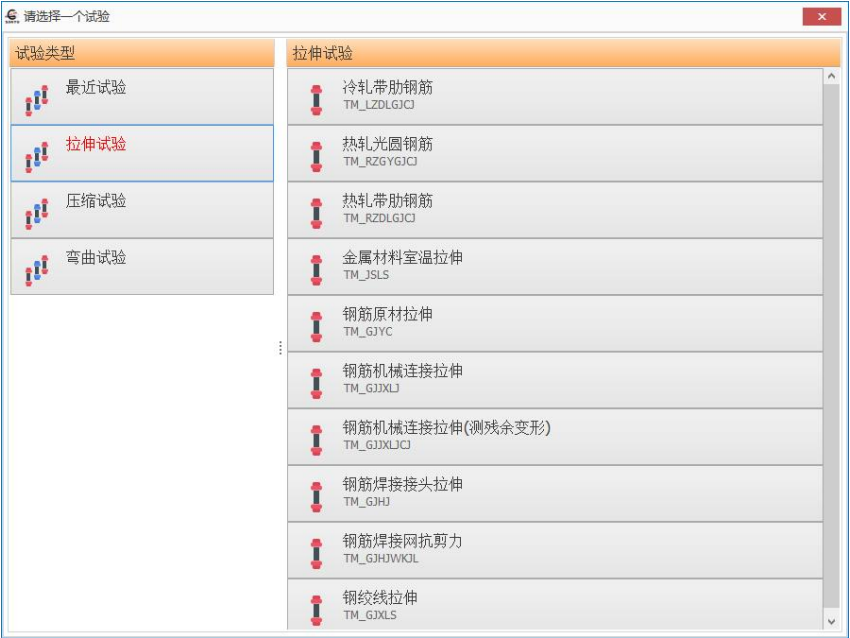 请选择一个试验
试验类型
最近试验
拉伸试验
压缩试验
弯曲试验
拉伸试验
冷轧带肋钢筋
TM_LZDLGJCJ
热轧光圆钢筋
TM_RZGYGJCJ
热轧带肋钢筋
TM_RZDLGJCJ
金属材料室温拉伸
TM_JSLS
钢筋原材拉伸
TM_GJYC
钢筋机械连接拉伸
TM_GJJXLJ
钢筋机械连接拉伸(测残余变形)
TM_GJJXLJCJ
钢筋焊接接头拉伸
TM_GJHJ
钢筋焊接网抗剪力
TM_GJHJWKJL
钢绞线拉伸
TM_GJXLS